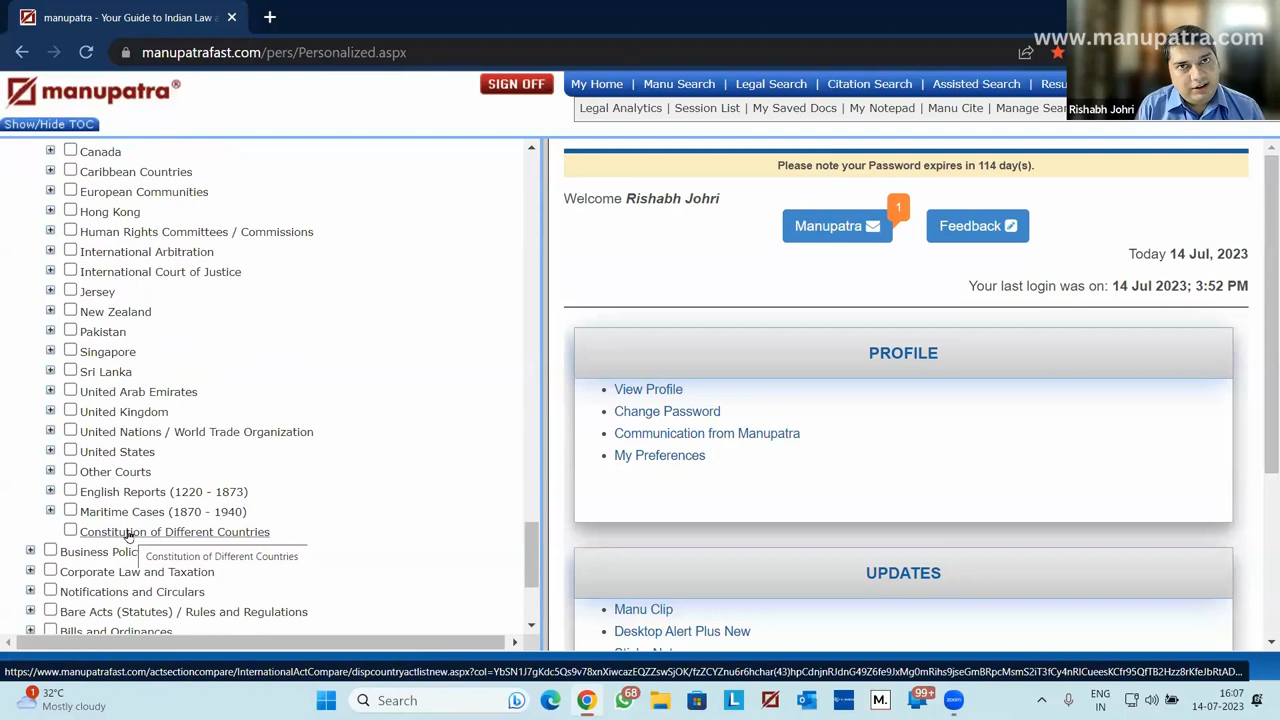 manupatra - Your Guide to Indian Law
www.manupatra.com
manupatrafast.com/pers/Personalized.aspx
Rishabh Johri
manupatra®
SIGN OFF
My Home | Manu Search | Legal Search | Citation Search | Assisted Search | Resu
Legal Analytics | Session List | My Saved Docs | My Notepad | Manu Cite | Manage Sear
Show/Hide TOC
Canada
Caribbean Countries
European Communities
Hong Kong
Human Rights Committees / Commissions
International Arbitration
International Court of Justice
Jersey
New Zealand
Pakistan
Singapore
Sri Lanka
United Arab Emirates
United Kingdom
United Nations / World Trade Organization
United States
Other Courts
English Reports (1220 - 1873)
Maritime Cases (1870 - 1940)
Constitution of Different Countries
Business Polic
Constitution of Different Countries
Corporate Law and Taxation
Notifications and Circulars
Bare Acts (Statutes) / Rules and Regulations
Bills and Ordinances
Please note your Password expires in 114 day(s).
Welcome Rishabh Johri
Manupatra
1
Feedback
Today 14 Jul, 2023
Your last login was on: 14 Jul 2023; 3:52 PM
PROFILE
View Profile
Change Password
Communication from Manupatra
My Preferences
UPDATES
Manu Clip
Desktop Alert Plus New
32°C
Mostly cloudy
1
Search
68
L
M.
99+
ENG
IN
16:07
14-07-2023